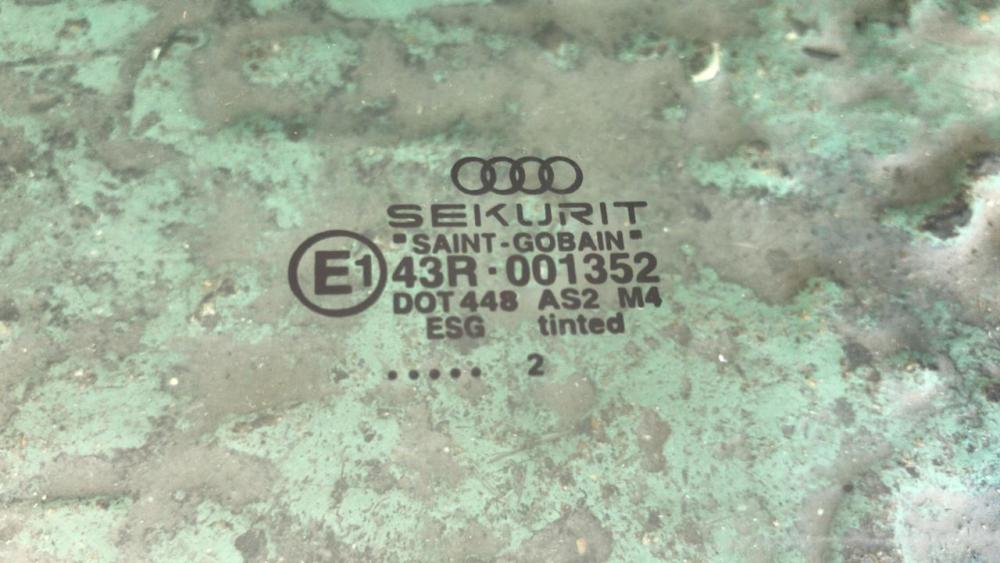 SEKURIT
"SAINT-GOBAIN"
E1 43R·001352
DOT 448 AS2 M4
ESG tinted
..... 2